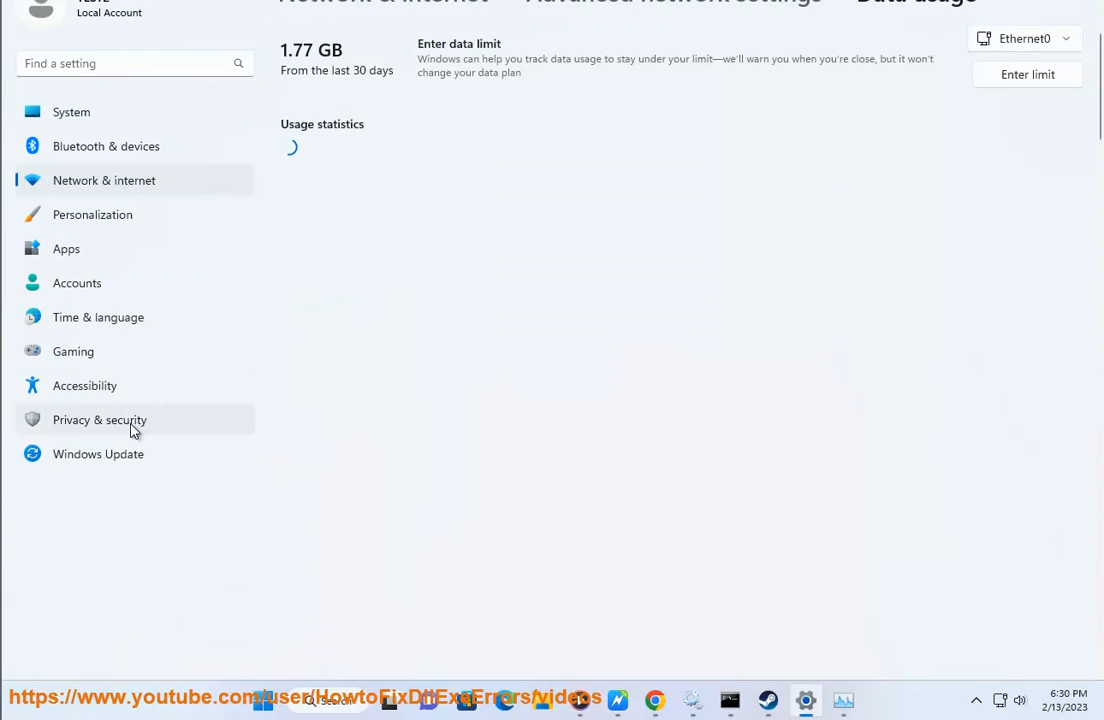 TESTE
Local Account
Network & internet
Advanced network settings
Data usage
Find a setting
System
Bluetooth & devices
Network & internet
Personalization
Apps
Accounts
Time & language
Gaming
Accessibility
Privacy & security
Windows Update
1.77 GB
From the last 30 days
Enter data limit
Windows can help you track data usage to stay under your limit—we'll warn you when you're close, but it won't
change your data plan
Ethernet0
Enter limit
Usage statistics
https://www.youtube.com/user/HowtoFixDllExeErrors/videos
Search
6:30 PM
2/13/2023